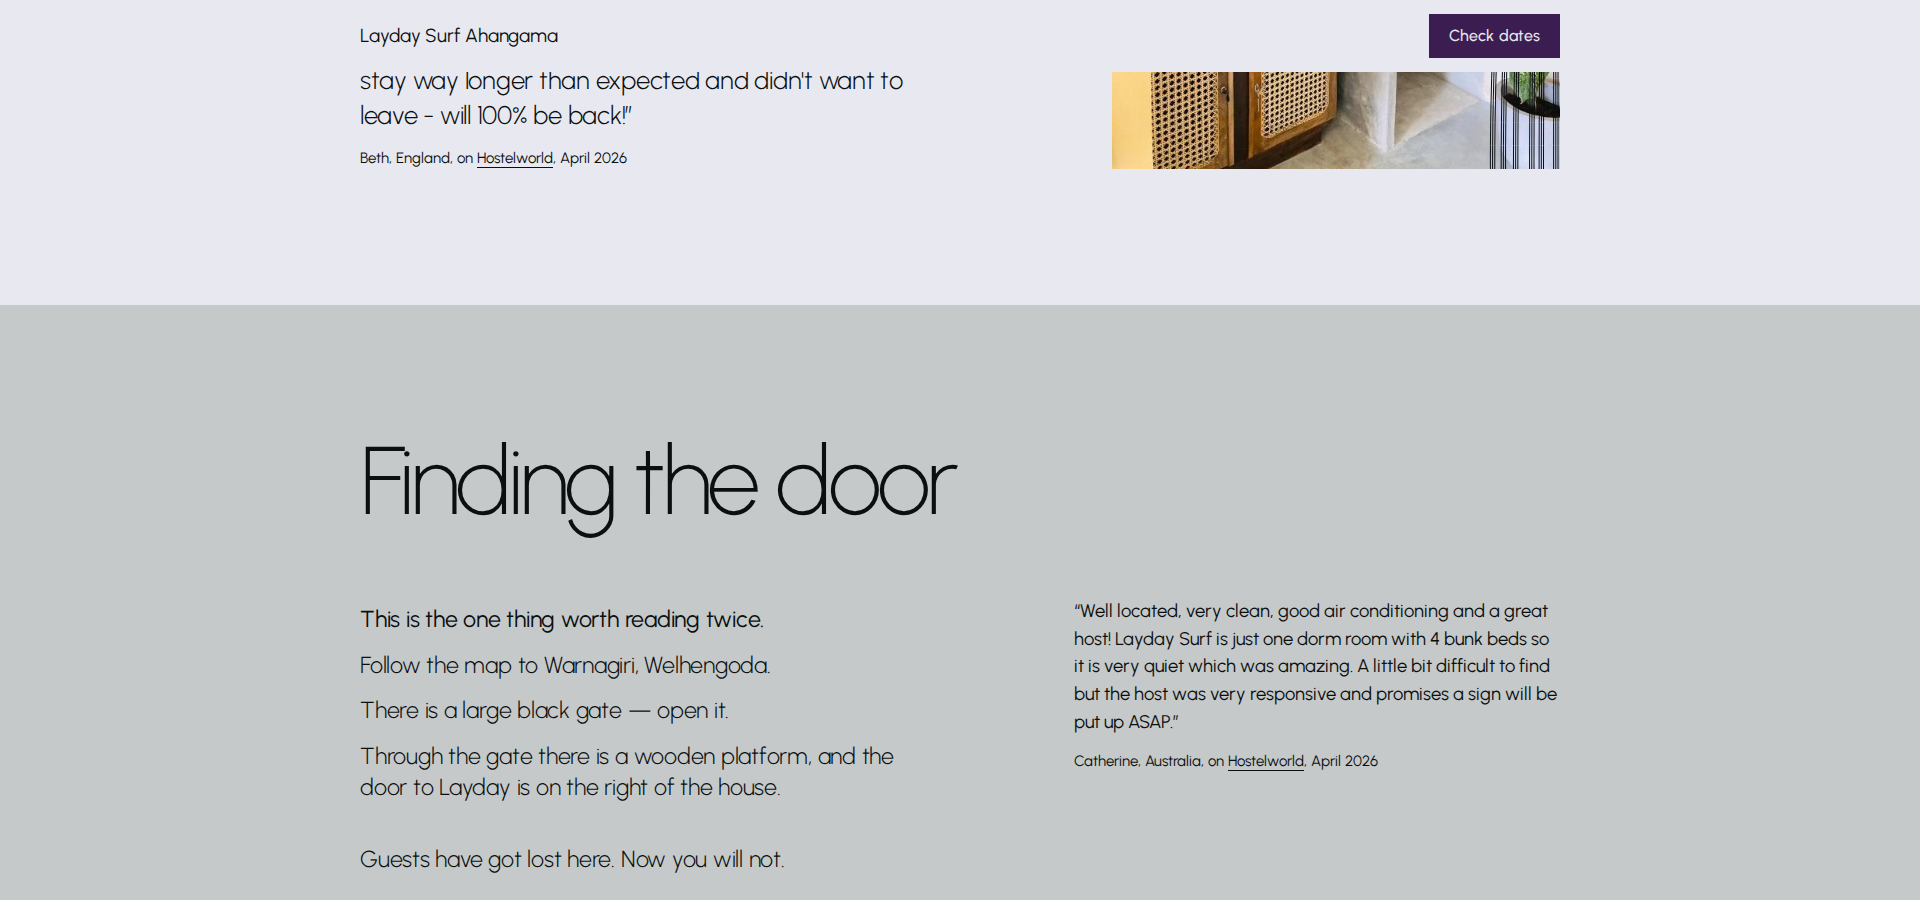 Layday Surf Ahangama
Check dates
stay way longer than expected and didn't want to
leave - will 100% be back!”
Beth, England, on Hostelworld, April 2026
Finding the door
This is the one thing worth reading twice.
Follow the map to Warnagiri, Welhengoda.
There is a large black gate — open it.
Through the gate there is a wooden platform, and the
door to Layday is on the right of the house.
Guests have got lost here. Now you will not.
“Well located, very clean, good air conditioning and a great
host! Layday Surf is just one dorm room with 4 bunk beds so
it is very quiet which was amazing. A little bit difficult to find
but the host was very responsive and promises a sign will be
put up ASAP.”
Catherine, Australia, on Hostelworld, April 2026